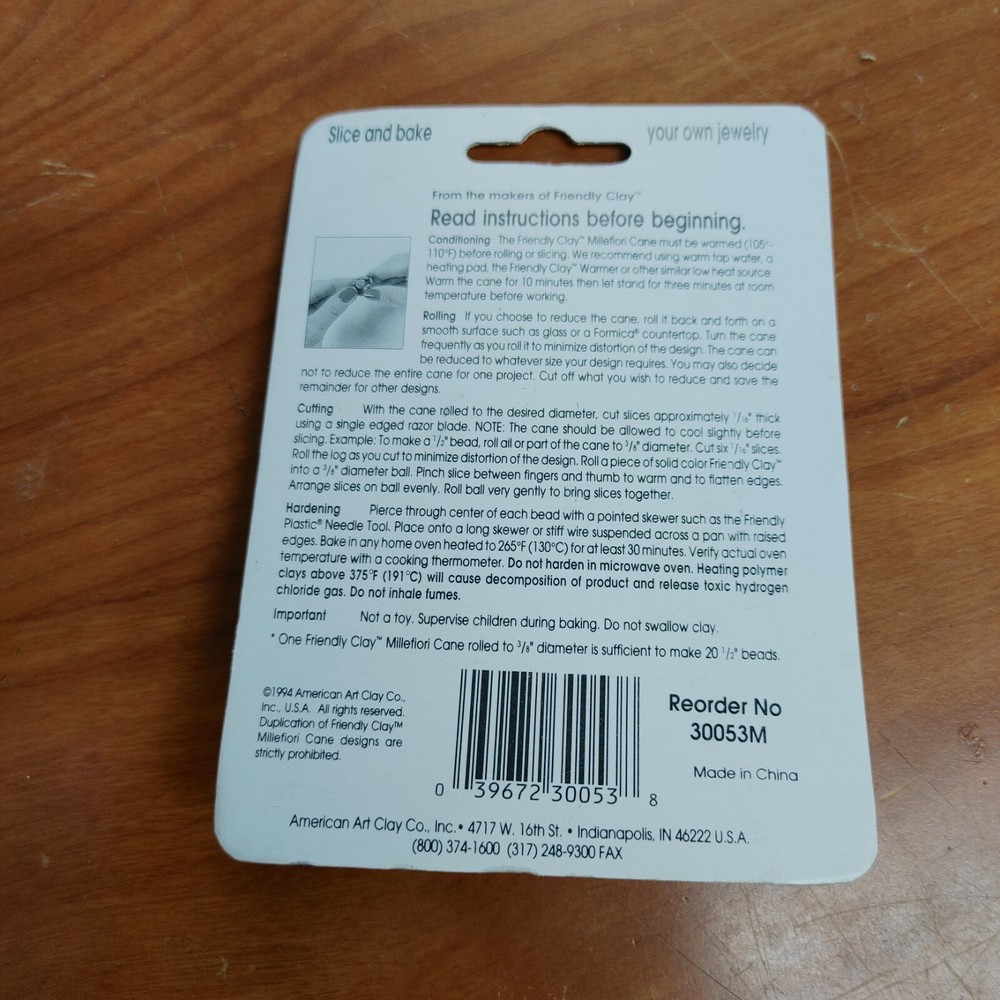 Slice and bake your own jewelry
From the makers of Friendly Clay™
Read instructions before beginning.
Conditioning The Friendly Clay™ Millefiori Cane must be warmed (105°-
110°F) before rolling or slicing. We recommend using warm tap water, a
heating pad, the Friendly Clay™ Warmer or other similar low heat source.
Warm the cane for 10 minutes then let stand for three minutes at room
temperature before working.
Rolling If you choose to reduce the cane, roll it back and forth on a
smooth surface such as glass or a Formica® countertop. Turn the cane
frequently as you roll it to minimize distortion of the design. The cane can
be reduced to whatever size your design requires. You may also decide
not to reduce the entire cane for one project. Cut off what you wish to reduce and save the
remainder for other designs.
Cutting With the cane rolled to the desired diameter, cut slices approximately 1/16" thick
using a single edged razor blade. NOTE: The cane should be allowed to cool slightly before
slicing. Example: To make a 1/2" bead, roll all or part of the cane to 3/8" diameter. Cut six 1/16" slices.
Roll the log as you cut to minimize distortion of the design. Roll a piece of solid color Friendly Clay™
into a 3/8" diameter ball. Pinch slice between fingers and thumb to warm and to flatten edges.
Arrange slices on ball evenly. Roll ball very gently to bring slices together.
Hardening Pierce through center of each bead with a pointed skewer such as the Friendly
Plastic® Needle Tool. Place onto a long skewer or stiff wire suspended across a pan with raised
edges. Bake in any home oven heated to 265°F (130°C) for at least 30 minutes. Verify actual oven
temperature with a cooking thermometer. Do not harden in microwave oven. Heating polymer
clays above 375°F (191°C) will cause decomposition of product and release toxic hydrogen
chloride gas. Do not inhale fumes.
Important Not a toy. Supervise children during baking. Do not swallow clay.
* One Friendly Clay™ Millefiori Cane rolled to 3/8" diameter is sufficient to make 20 1/2" beads.
©1994 American Art Clay Co.,
Inc., U.S.A. All rights reserved.
Duplication of Friendly Clay™
Millefiori Cane designs are
strictly prohibited.
0 39672 30053 8
Reorder No
30053M
Made in China
American Art Clay Co., Inc. • 4717 W. 16th St. • Indianapolis, IN 46222 U.S.A.
(800) 374-1600 (317) 248-9300 FAX